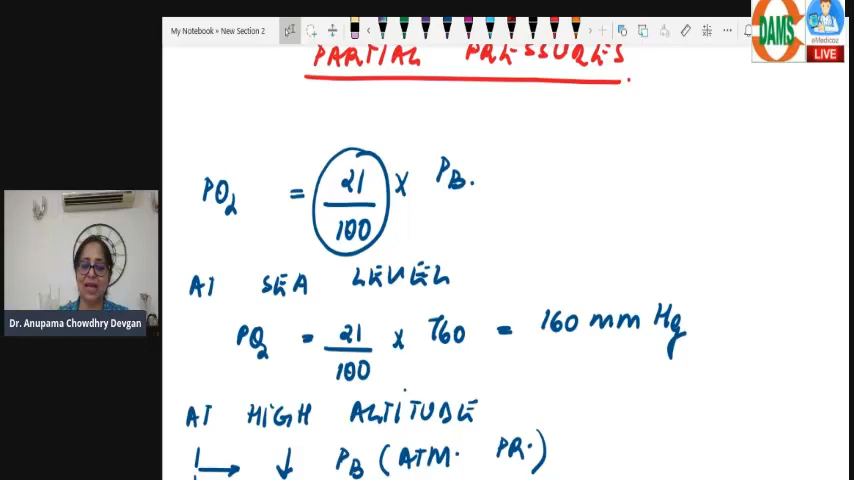 My Notebook » New Section 2
DAMS
eMedicoz
LIVE
PARTIAL PRESSURES.
PO2 = 21/100 X PB.
AT SEA LEVEL
PO2 = 21/100 X 760 = 160 mm Hg
Dr. Anupama Chowdhry Devgan
AT HIGH ALTITUDE
↓ PB (ATM. PR.)